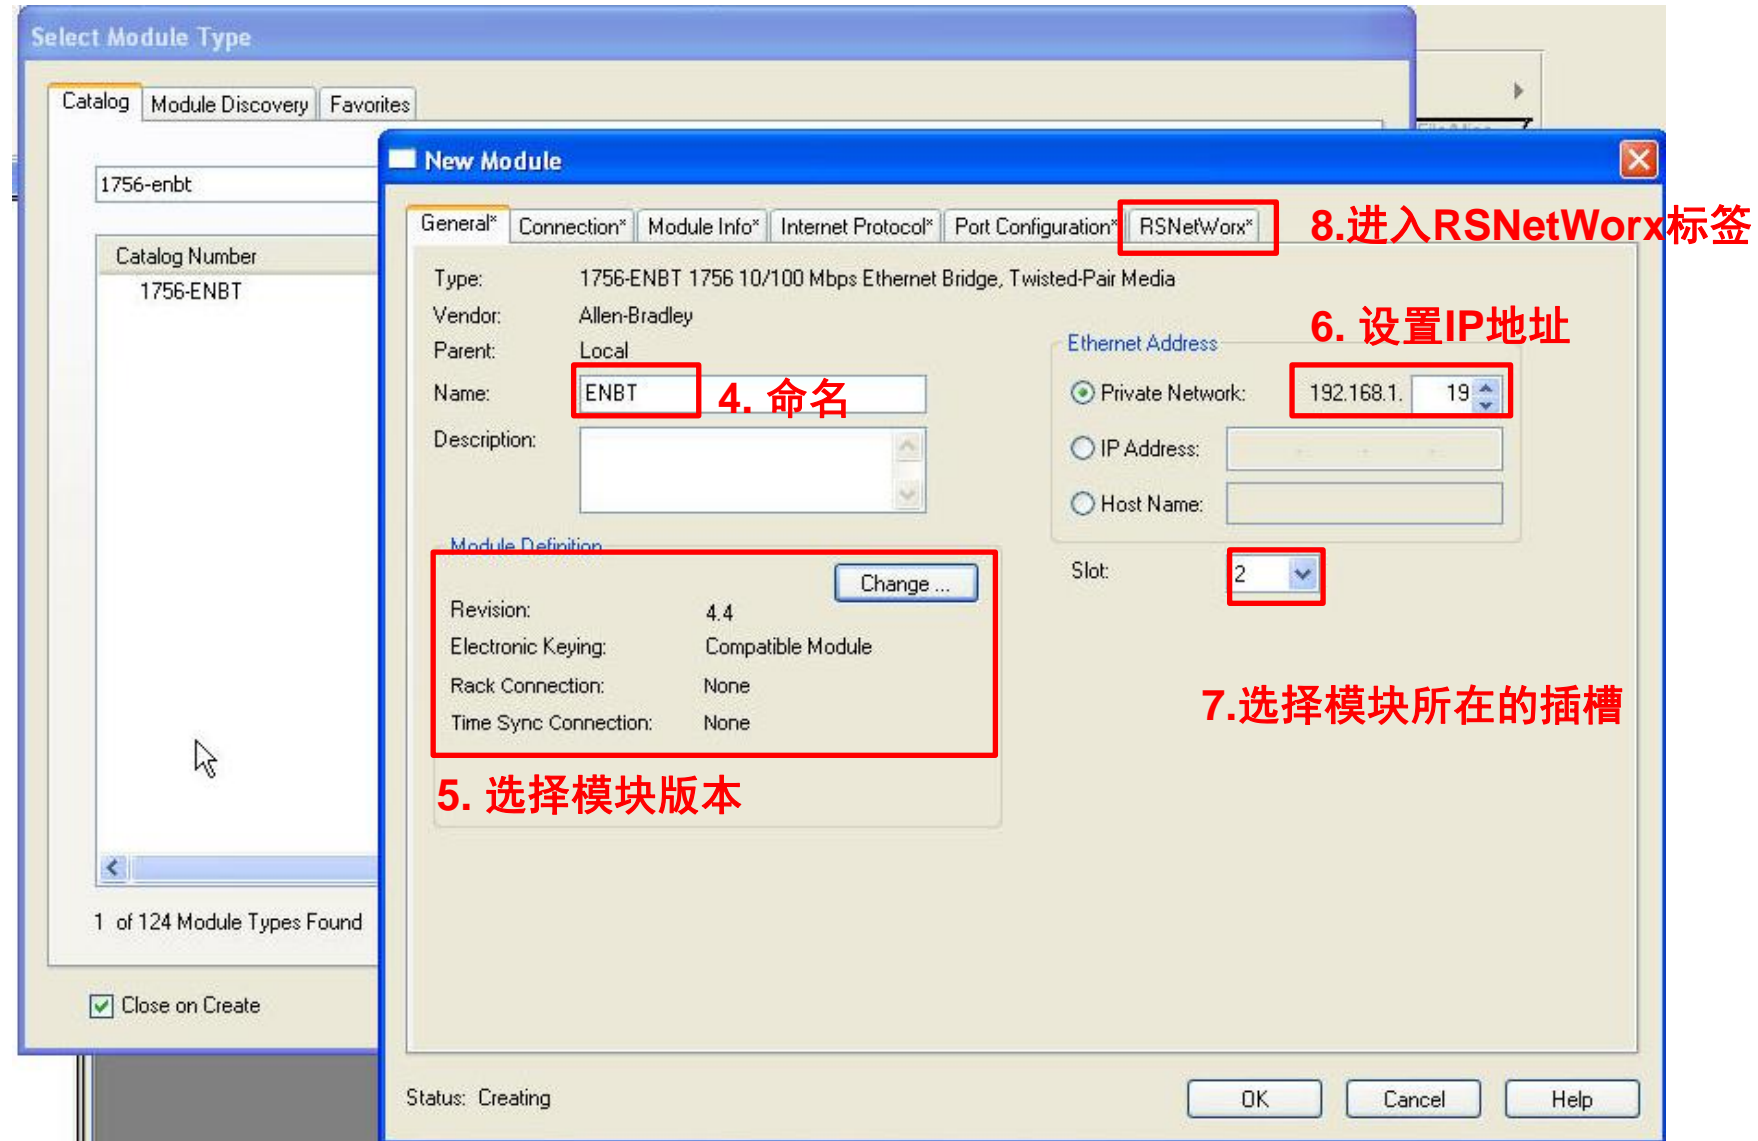 Select Module Type
Catalog Module Discovery Favorites
1756-enbt
Catalog Number
1756-ENBT
1 of 124 Module Types Found
Close on Create
New Module
General* Connection* Module Info* Internet Protocol* Port Configuration* RSNetWorx*
8.进入RSNetWorx标签
Type: 1756-ENBT 1756 10/100 Mbps Ethernet Bridge, Twisted-Pair Media
Vendor: Allen-Bradley
Parent: Local
Name: ENBT
4. 命名
Description:
6. 设置IP地址
Ethernet Address
Private Network: 192.168.1. 19
IP Address:
Host Name:
Slot: 2
7.选择模块所在的插槽
Module Definition
Change ...
Revision: 4.4
Electronic Keying: Compatible Module
Rack Connection: None
Time Sync Connection: None
5. 选择模块版本
Status: Creating
OK Cancel Help